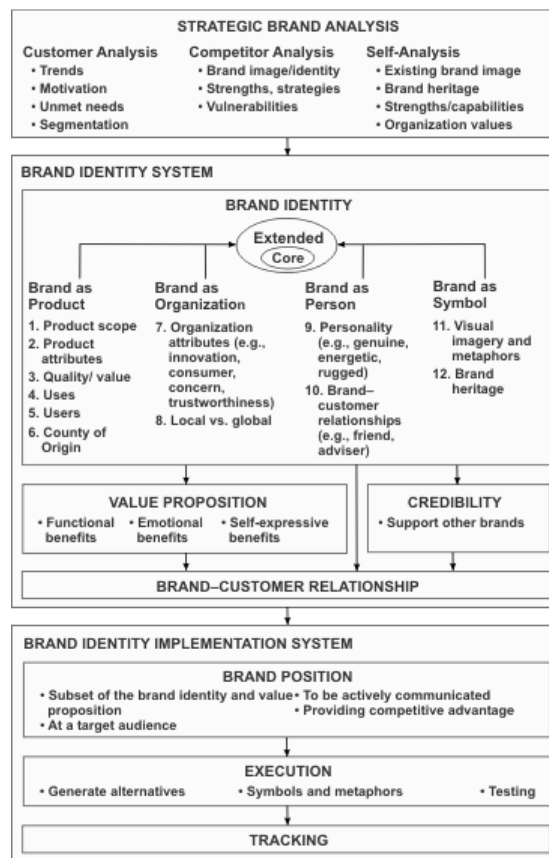 STRATEGIC BRAND ANALYSIS
Customer Analysis
• Trends
• Motivation
• Unmet needs
• Segmentation
Competitor Analysis
• Brand image/identity
• Strengths, strategies
• Vulnerabilities
Self-Analysis
• Existing brand image
• Brand heritage
• Strengths/capabilities
• Organization values
BRAND IDENTITY SYSTEM
BRAND IDENTITY
Extended
Core
Brand as
Product
1. Product scope
2. Product
attributes
3. Quality/ value
4. Uses
5. Users
6. County of
Origin
Brand as
Organization
7. Organization
attributes (e.g.,
innovation,
consumer,
concern,
trustworthiness)
8. Local vs. global
Brand as
Person
9. Personality
(e.g., genuine,
energetic,
rugged)
10. Brand–
customer
relationships
(e.g., friend,
adviser)
Brand as
Symbol
11. Visual
imagery and
metaphors
12. Brand
heritage
VALUE PROPOSITION
• Functional
benefits
• Emotional
benefits
• Self-expressive
benefits
CREDIBILITY
• Support other brands
BRAND–CUSTOMER RELATIONSHIP
BRAND IDENTITY IMPLEMENTATION SYSTEM
BRAND POSITION
• Subset of the brand identity and value
proposition
• At a target audience
• To be actively communicated
• Providing competitive advantage
EXECUTION
• Generate alternatives
• Symbols and metaphors
• Testing
TRACKING